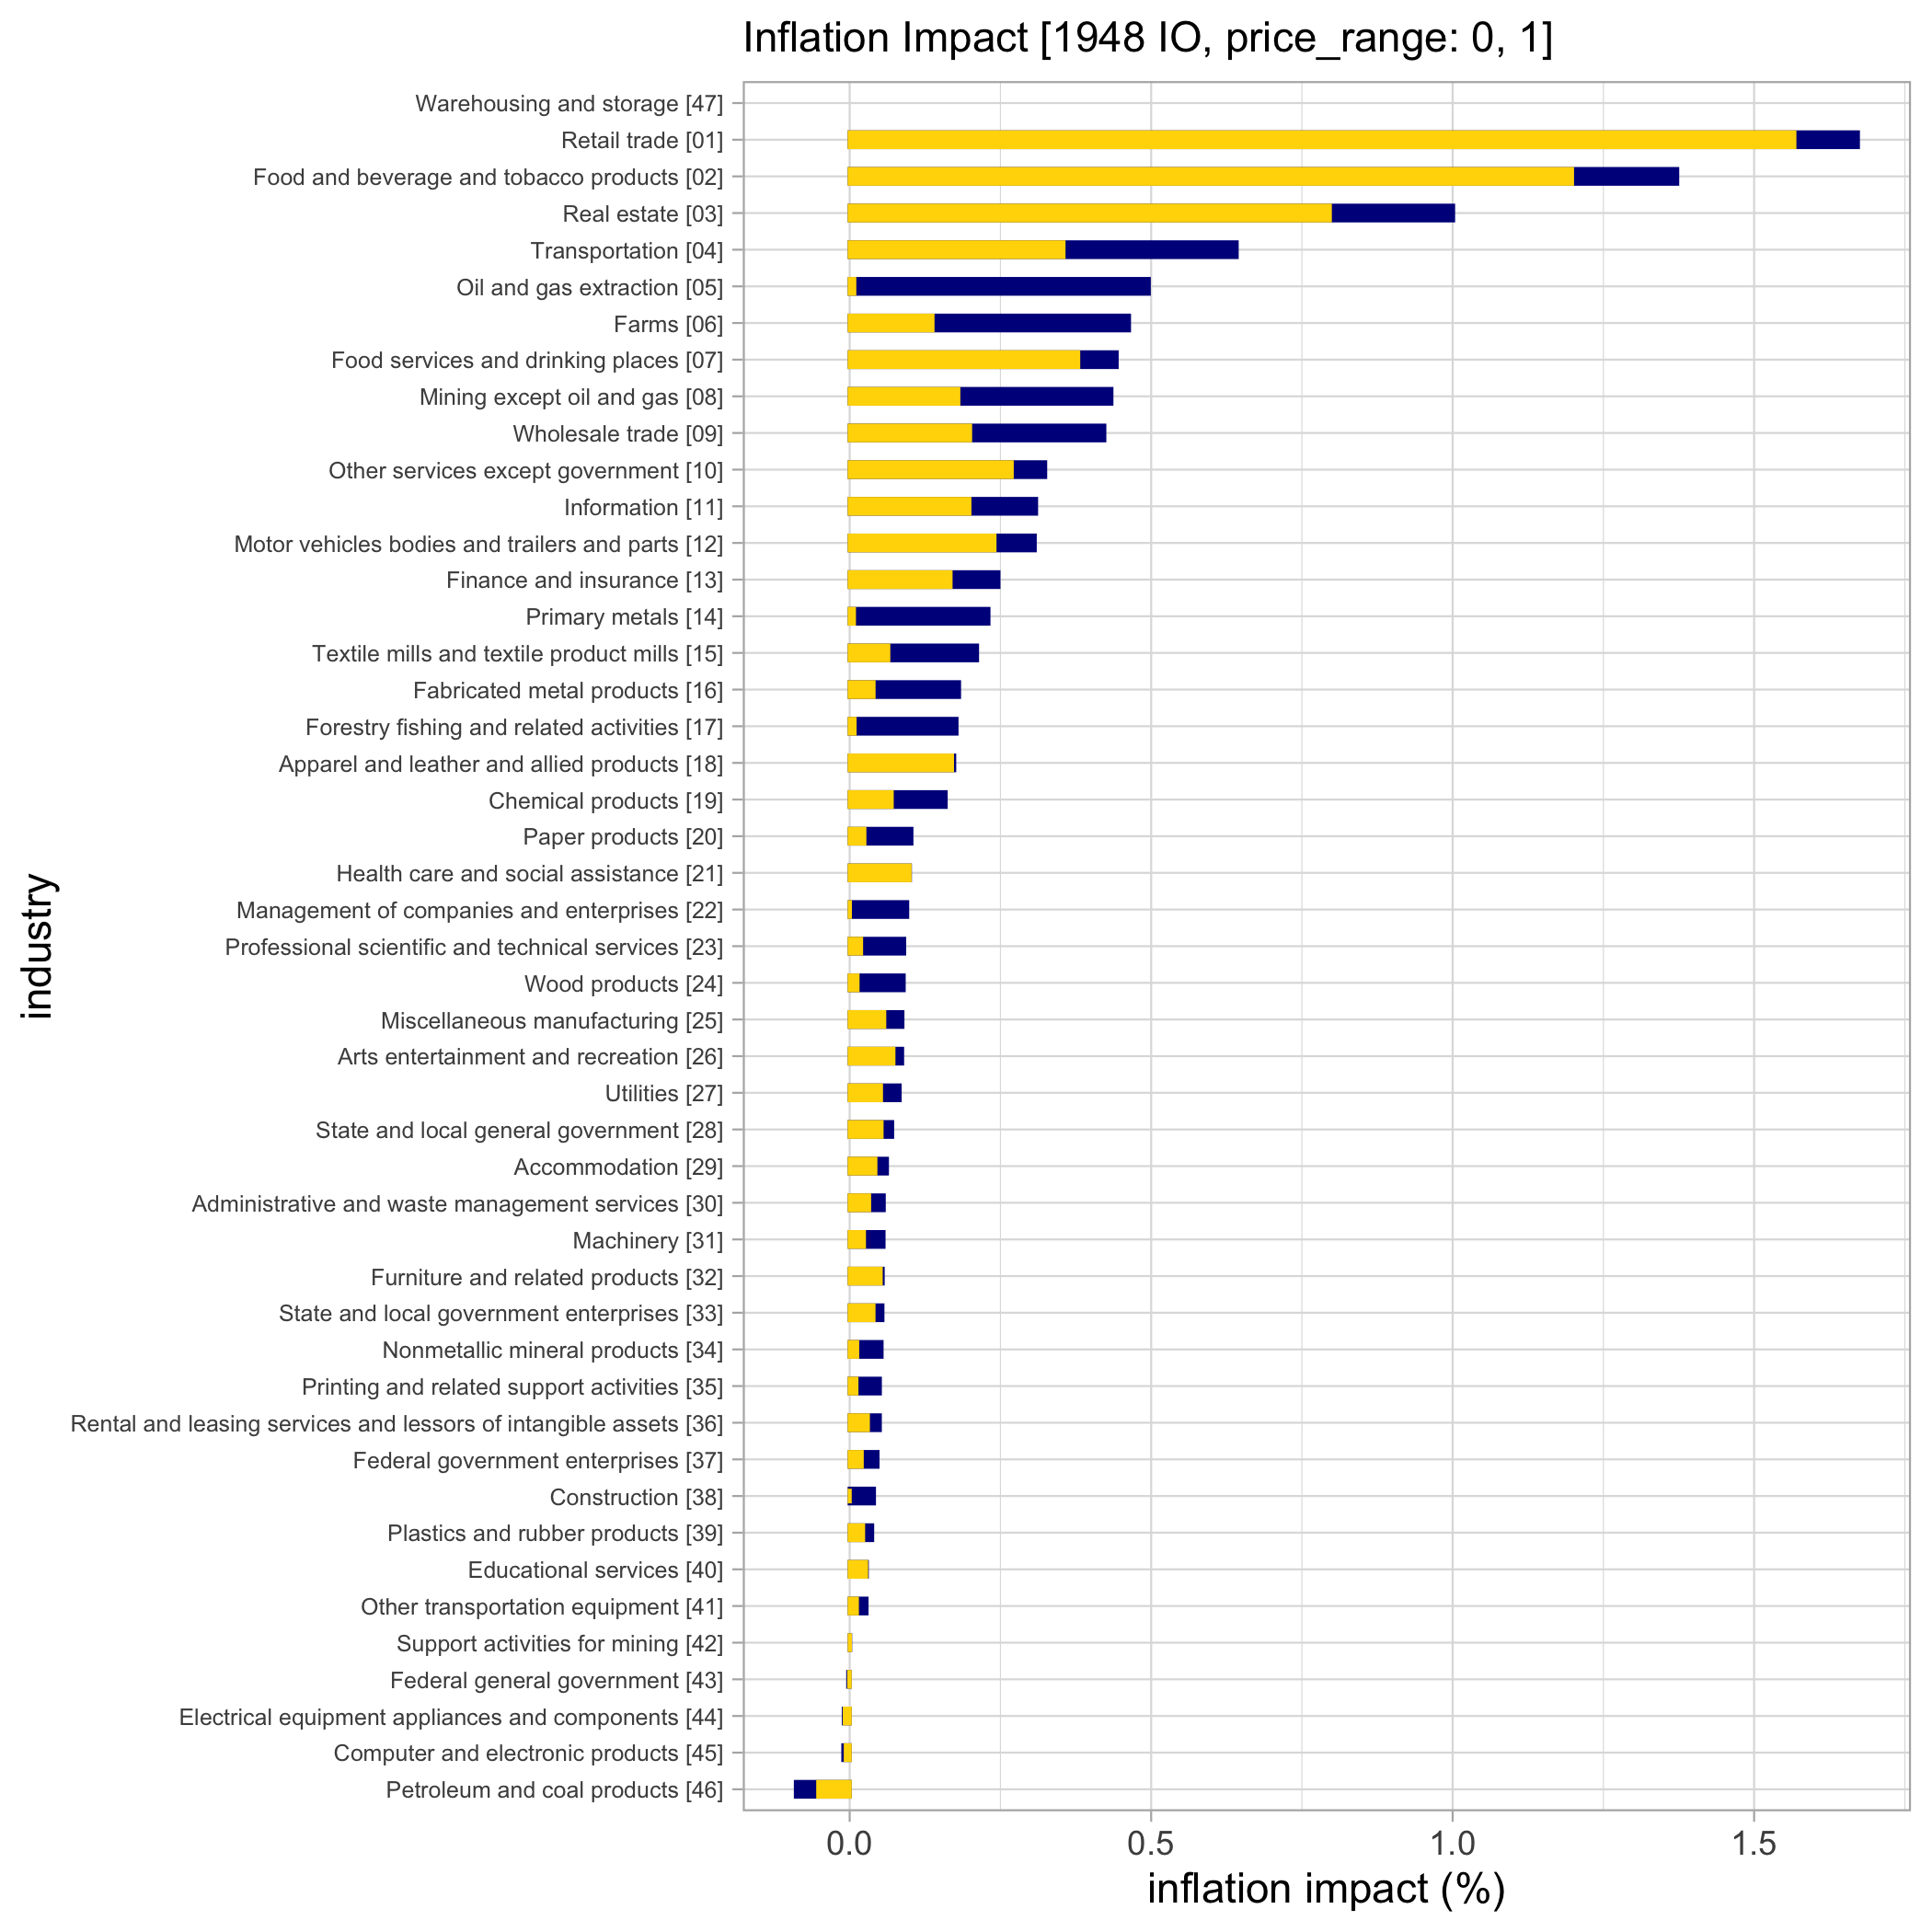 Inflation Impact [1948 IO, price_range: 0, 1]
Warehousing and storage [47]
Retail trade [01]
Food and beverage and tobacco products [02]
Real estate [03]
Transportation [04]
Oil and gas extraction [05]
Farms [06]
Food services and drinking places [07]
Mining except oil and gas [08]
Wholesale trade [09]
Other services except government [10]
Information [11]
Motor vehicles bodies and trailers and parts [12]
Finance and insurance [13]
Primary metals [14]
Textile mills and textile product mills [15]
Fabricated metal products [16]
Forestry fishing and related activities [17]
Apparel and leather and allied products [18]
Chemical products [19]
Paper products [20]
Health care and social assistance [21]
Management of companies and enterprises [22]
Professional scientific and technical services [23]
Wood products [24]
Miscellaneous manufacturing [25]
Arts entertainment and recreation [26]
Utilities [27]
State and local general government [28]
Accommodation [29]
Administrative and waste management services [30]
Machinery [31]
Furniture and related products [32]
State and local government enterprises [33]
Nonmetallic mineral products [34]
Printing and related support activities [35]
Rental and leasing services and lessors of intangible assets [36]
Federal government enterprises [37]
Construction [38]
Plastics and rubber products [39]
Educational services [40]
Other transportation equipment [41]
Support activities for mining [42]
Federal general government [43]
Electrical equipment appliances and components [44]
Computer and electronic products [45]
Petroleum and coal products [46]
industry
0.0 0.5 1.0 1.5
inflation impact (%)